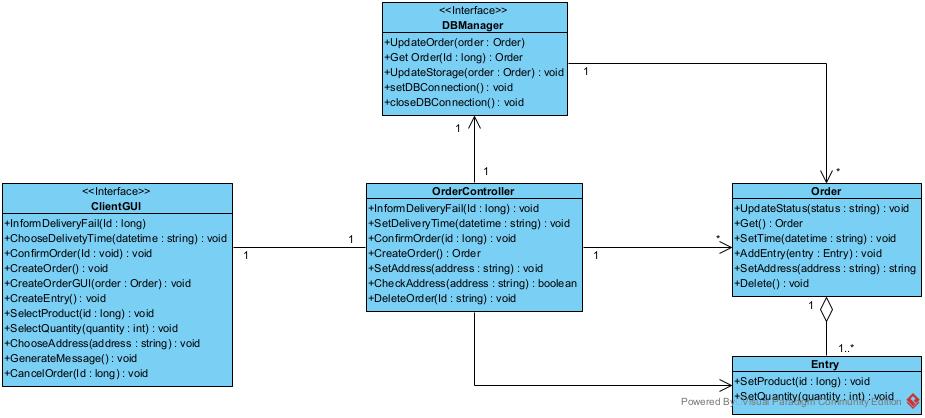 <<Interface>>
DBManager
+UpdateOrder(order : Order)
+Get Order(Id : long) : Order
+UpdateStorage(order : Order) : void
+setDBConnection() : void
+closeDBConnection() : void
1
*
1
1
<<Interface>>
ClientGUI
+InformDeliveryFail(Id : long)
+ChooseDelivetyTime(datetime : string) : void
+ConfirmOrder(Id : void) : void
+CreateOrder() : void
+CreateOrderGUI(order : Order) : void
+CreateEntry() : void
+SelectProduct(id : long) : void
+SelectQuantity(quantity : int) : void
+ChooseAddress(address : string) : void
+GenerateMessage() : void
+CancelOrder(Id : long) : void
1
1
OrderController
+InformDeliveryFail(Id : long) : void
+SetDeliveryTime(datetime : string) : void
+ConfirmOrder(id : long) : void
+CreateOrder() : Order
+SetAddress(address : string) : void
+CheckAddress(address : string) : boolean
+DeleteOrder(Id : string) : void
1
*
Order
+UpdateStatus(status : string) : void
+Get() : Order
+SetTime(datetime : string) : void
+AddEntry(entry : Entry) : void
+SetAddress(address : string) : string
+Delete() : void
1
1..*
Entry
+SetProduct(id : long) : void
+SetQuantity(quantity : int) : void
Powered By Visual Paradigm Community Edition